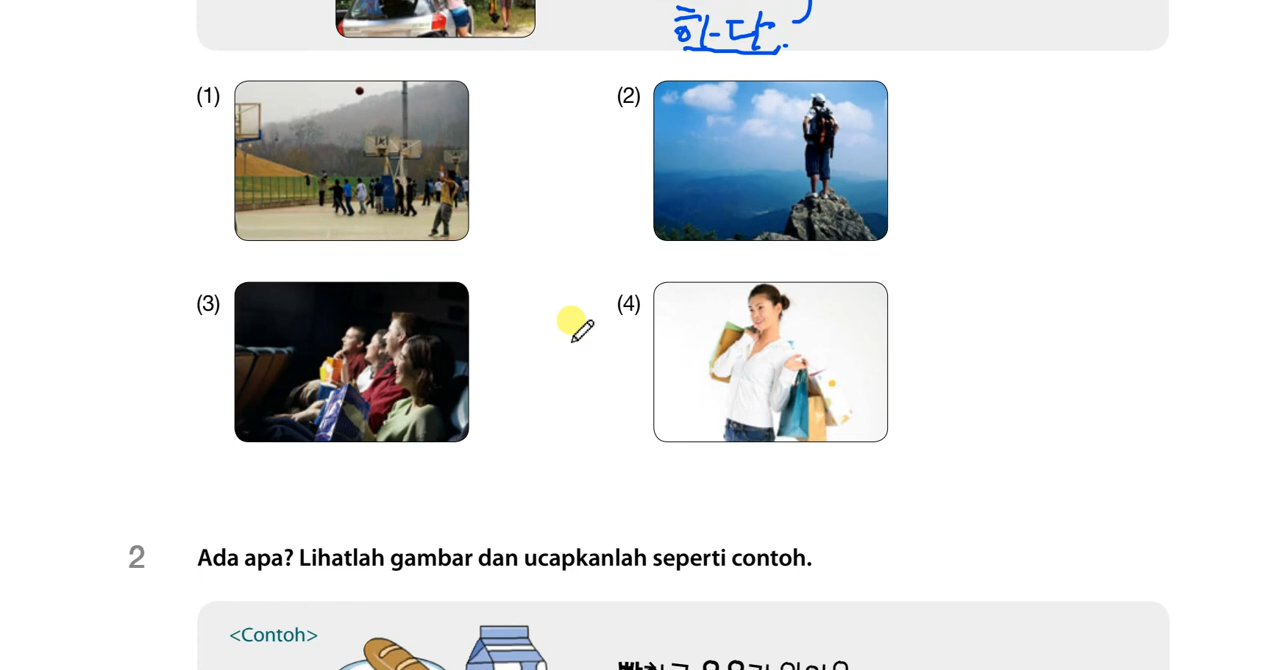 한다.
(1)
(2)
(3)
(4)
2 Ada apa? Lihatlah gambar dan ucapkanlah seperti contoh.
<Contoh>